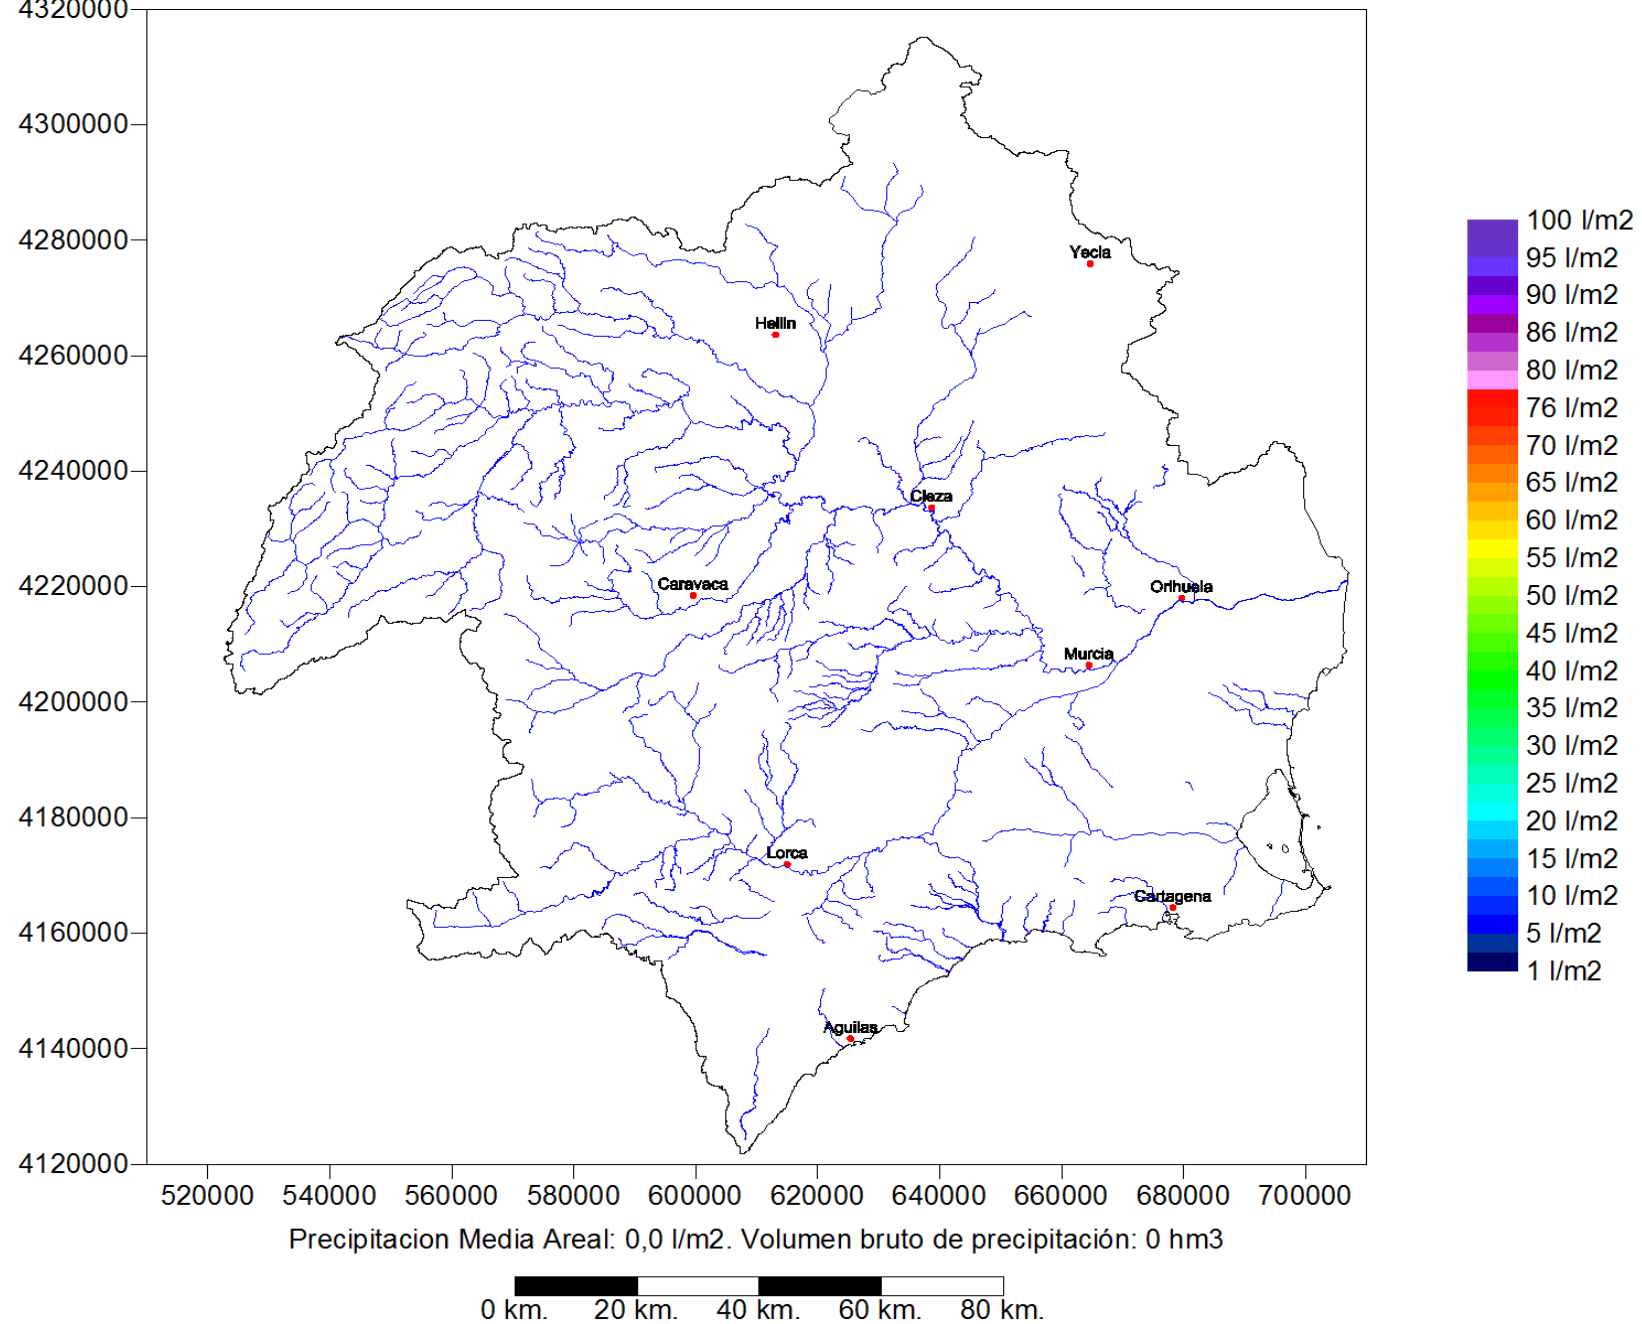 4320000
4300000
4280000
4260000
4240000
4220000
4200000
4180000
4160000
4140000
4120000
520000 540000 560000 580000 600000 620000 640000 660000 680000 700000
Yecla
Hellin
Cieza
Caravaca
Orihuela
Murcia
Lorca
Cartagena
Aguilas
100 l/m2
95 l/m2
90 l/m2
86 l/m2
80 l/m2
76 l/m2
70 l/m2
65 l/m2
60 l/m2
55 l/m2
50 l/m2
45 l/m2
40 l/m2
35 l/m2
30 l/m2
25 l/m2
20 l/m2
15 l/m2
10 l/m2
5 l/m2
1 l/m2
Precipitacion Media Areal: 0,0 l/m2. Volumen bruto de precipitación: 0 hm3
0 km. 20 km. 40 km. 60 km. 80 km.